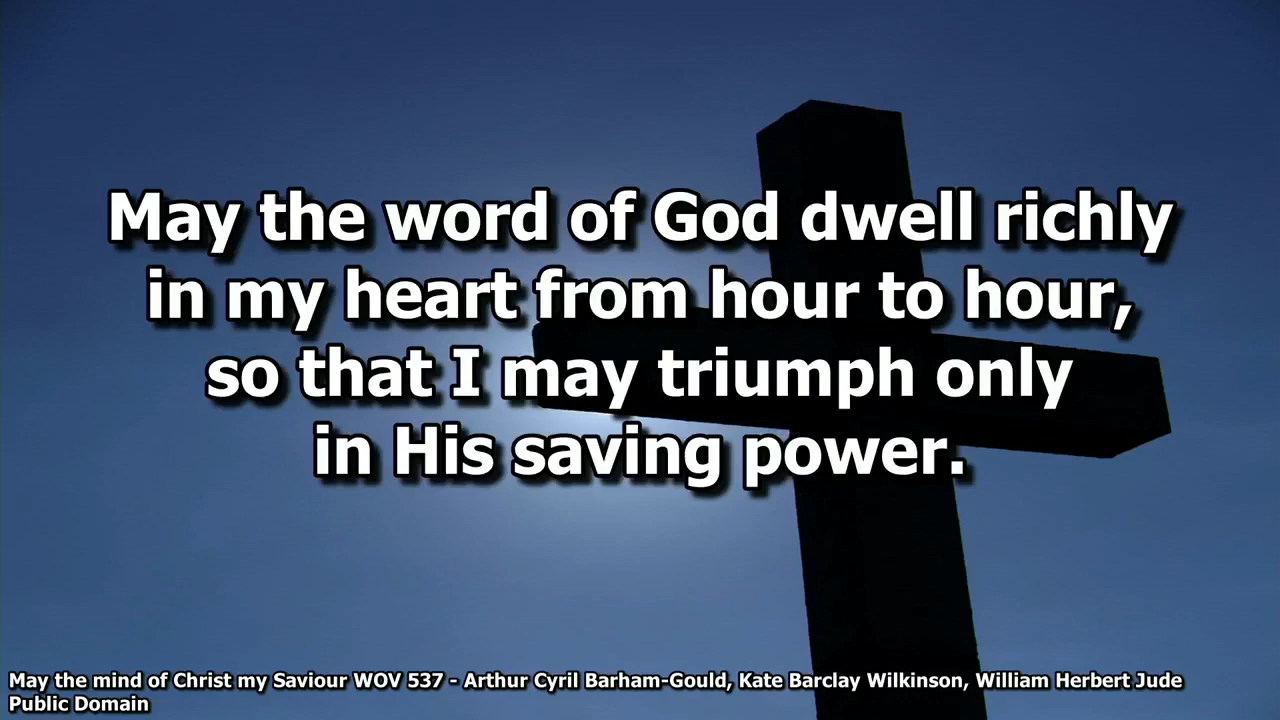 May the word of God dwell richly
in my heart from hour to hour,
so that I may triumph only
in His saving power.
May the mind of Christ my Saviour WOV 537 - Arthur Cyril Barham-Gould, Kate Barclay Wilkinson, William Herbert Jude
Public Domain